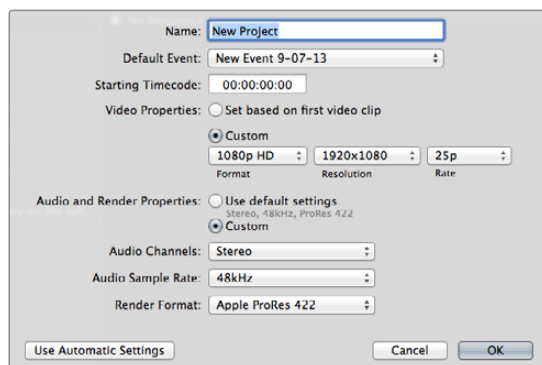 Name: New Project
Default Event: New Event 9-07-13
Starting Timecode: 00:00:00:00
Video Properties: Set based on first video clip
Custom
1080p HD 1920x1080 25p
Format Resolution Rate
Audio and Render Properties: Use default settings
Stereo, 48kHz, ProRes 422
Custom
Audio Channels: Stereo
Audio Sample Rate: 48kHz
Render Format: Apple ProRes 422
Use Automatic Settings Cancel OK